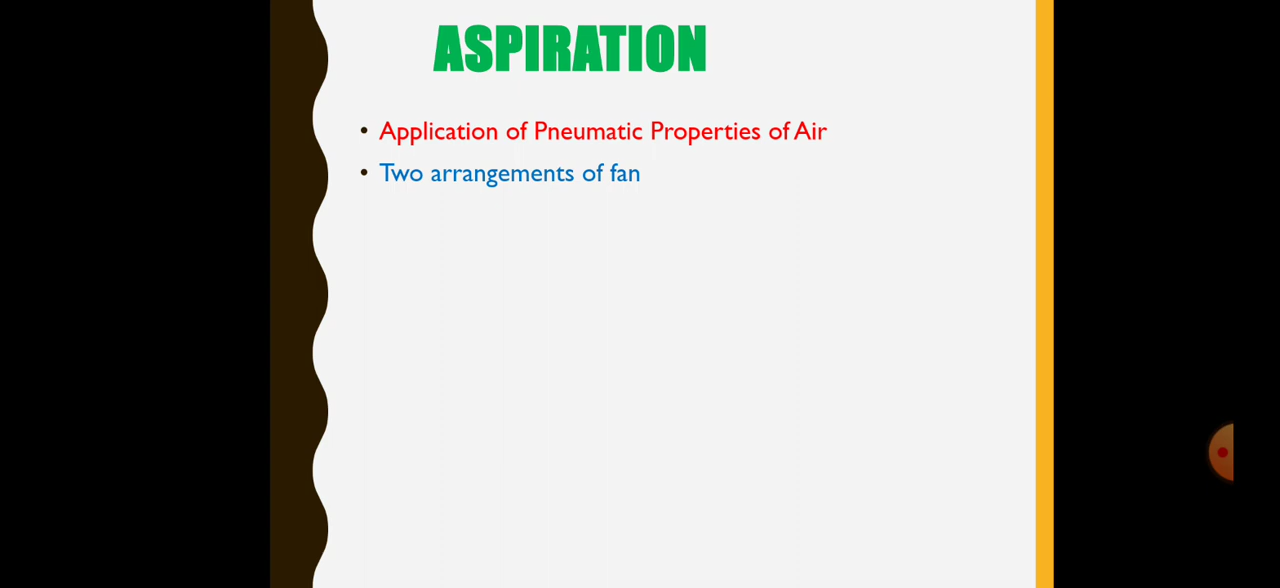 ASPIRATION
• Application of Pneumatic Properties of Air
• Two arrangements of fan